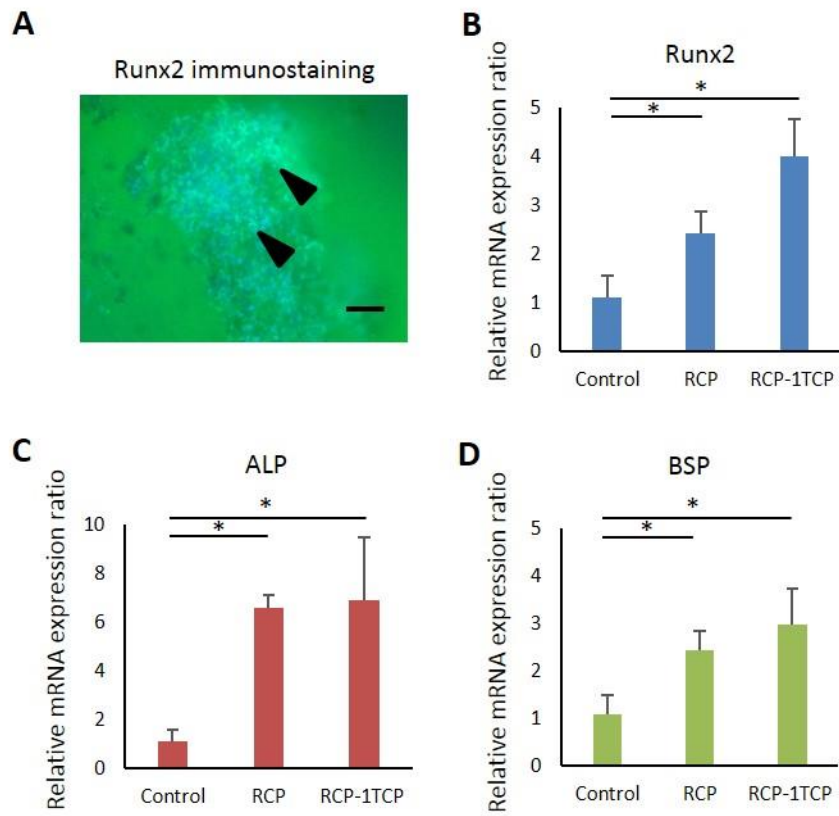 A
Runx2 immunostaining
B
Runx2
*
*
Relative mRNA expression ratio
5
4
3
2
1
0
Control RCP RCP-1TCP
C
ALP
*
*
Relative mRNA expression ratio
10
8
6
4
2
0
Control RCP RCP-1TCP
D
BSP
*
*
Relative mRNA expression ratio
5
4
3
2
1
0
Control RCP RCP-1TCP